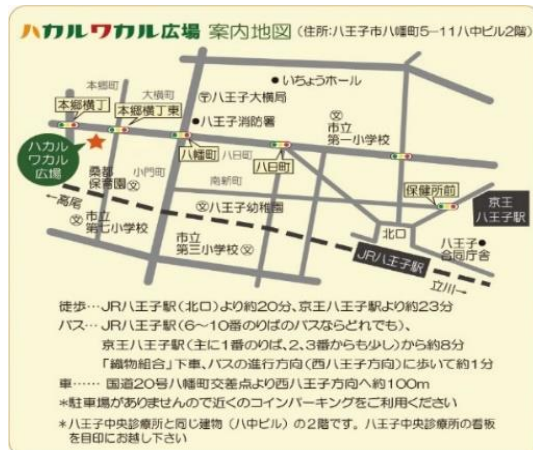 ハカルワカル広場 案内地図 (住所:八王子市八幡町5-11八中ビル2階)
本郷町
大横町
〒八王子大横局
●いちょうホール
本郷横丁
本郷横丁東
●八王子消防署
文
市立
第一小学校
ハカル
ワカル
広場
八幡町
八日町
八日町
桑都
保育園文
小門町
南新町
保健所前
京王
八王子駅
←高尾
文市立
第七小学校
文八王子幼稚園
北口
八王子●
合同庁舎
市立
第三小学校文
JR八王子駅
立川→
徒歩…JR八王子駅(北口)より約20分、京王八王子駅より約23分
バス…JR八王子駅(6〜10番のりばのバスならどれでも)、
京王八王子駅(主に1番のりば、2、3番からも少し)から約8分
「織物組合」下車、バスの進行方向(西八王子方向)に歩いて約1分
車…… 国道20号八幡町交差点より西八王子方向へ約100m
*駐車場がありませんので近くのコインパーキングをご利用ください
*八王子中央診療所と同じ建物(八中ビル)の2階です。八王子中央診療所の看板
を目印にお越し下さい